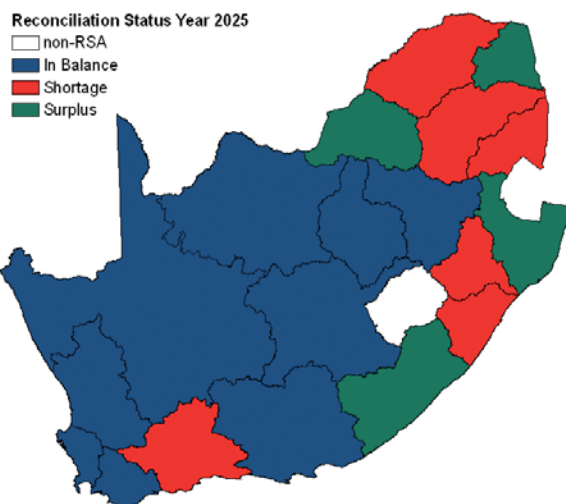 Reconciliation Status Year 2025
non-RSA
In Balance
Shortage
Surplus